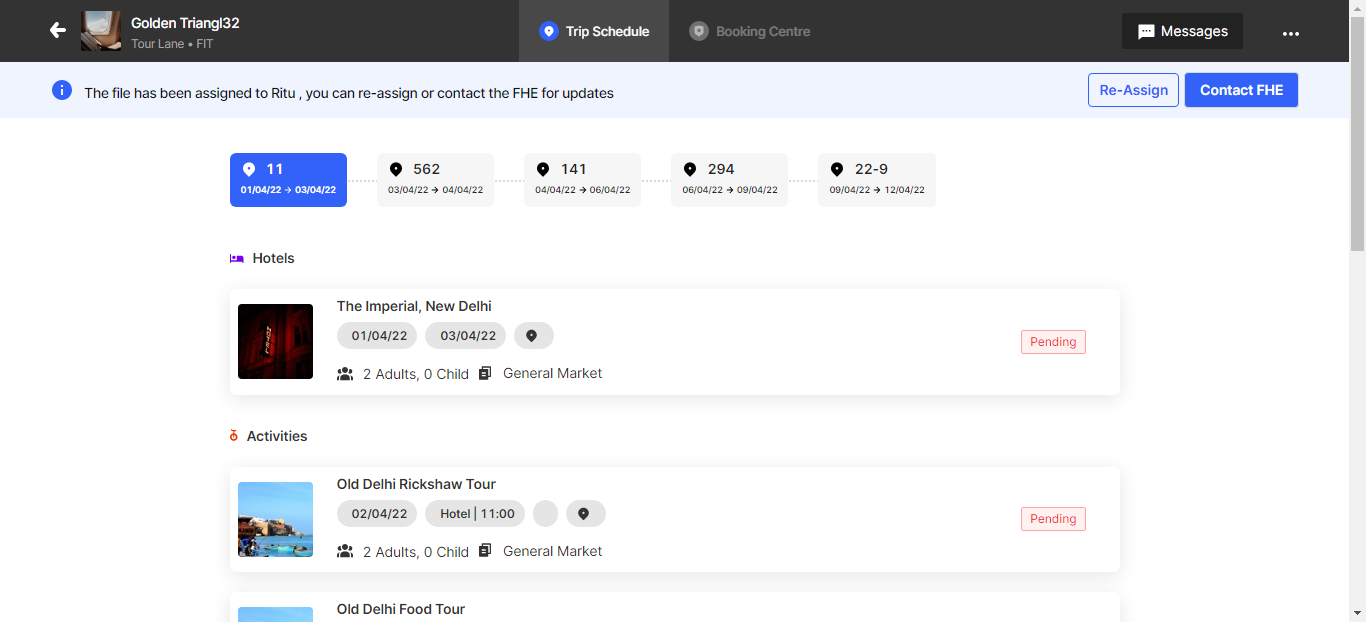 Golden Triangl32
Tour Lane • FIT
Trip Schedule
Booking Centre
Messages
The file has been assigned to Ritu , you can re-assign or contact the FHE for updates
Re-Assign
Contact FHE
11
01/04/22 → 03/04/22
562
03/04/22 → 04/04/22
141
04/04/22 → 06/04/22
294
06/04/22 → 09/04/22
22-9
09/04/22 → 12/04/22
Hotels
The Imperial, New Delhi
01/04/22 03/04/22
2 Adults, 0 Child General Market
Pending
Activities
Old Delhi Rickshaw Tour
02/04/22 Hotel | 11:00
2 Adults, 0 Child General Market
Pending
Old Delhi Food Tour